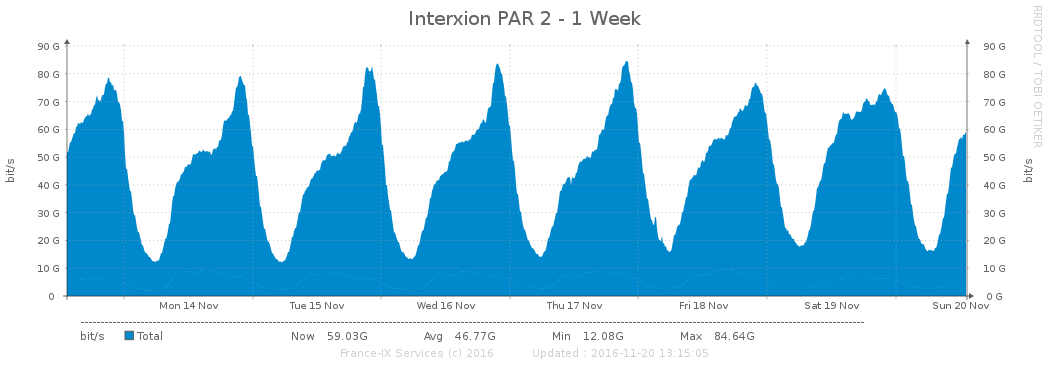 Interxion PAR 2 - 1 Week
RRDTOOL / TOBI OETIKER
bit/s
90 G
80 G
70 G
60 G
50 G
40 G
30 G
20 G
10 G
0
90 G
80 G
70 G
60 G
50 G
40 G
30 G
20 G
10 G
0 G
bit/s
Mon 14 Nov Tue 15 Nov Wed 16 Nov Thu 17 Nov Fri 18 Nov Sat 19 Nov Sun 20 Nov
bit/s Total Now 59.03G Avg 46.77G Min 12.08G Max 84.64G
France-IX Services (c) 2016 Updated : 2016-11-20 13:15:05